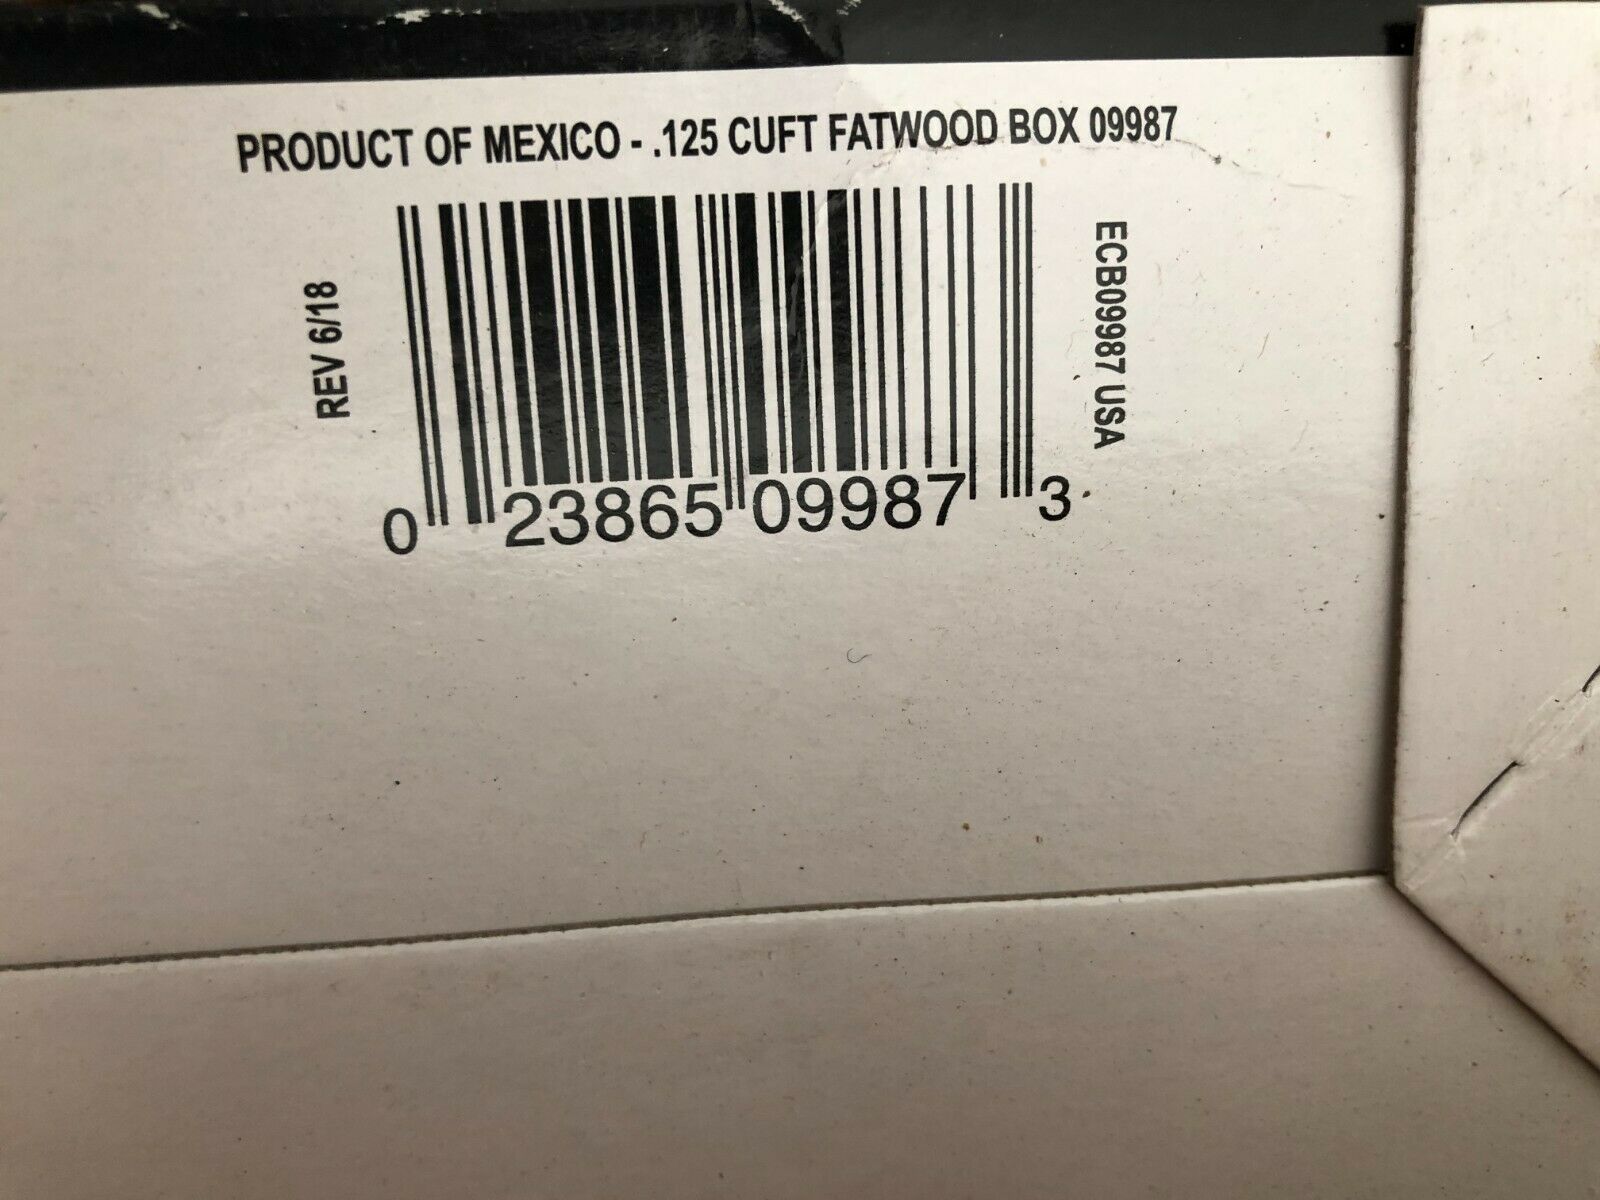 PRODUCT OF MEXICO - .125 CUFT FATWOOD BOX 09987
REV 6/18
ECB09987 USA
0 23865 09987 3